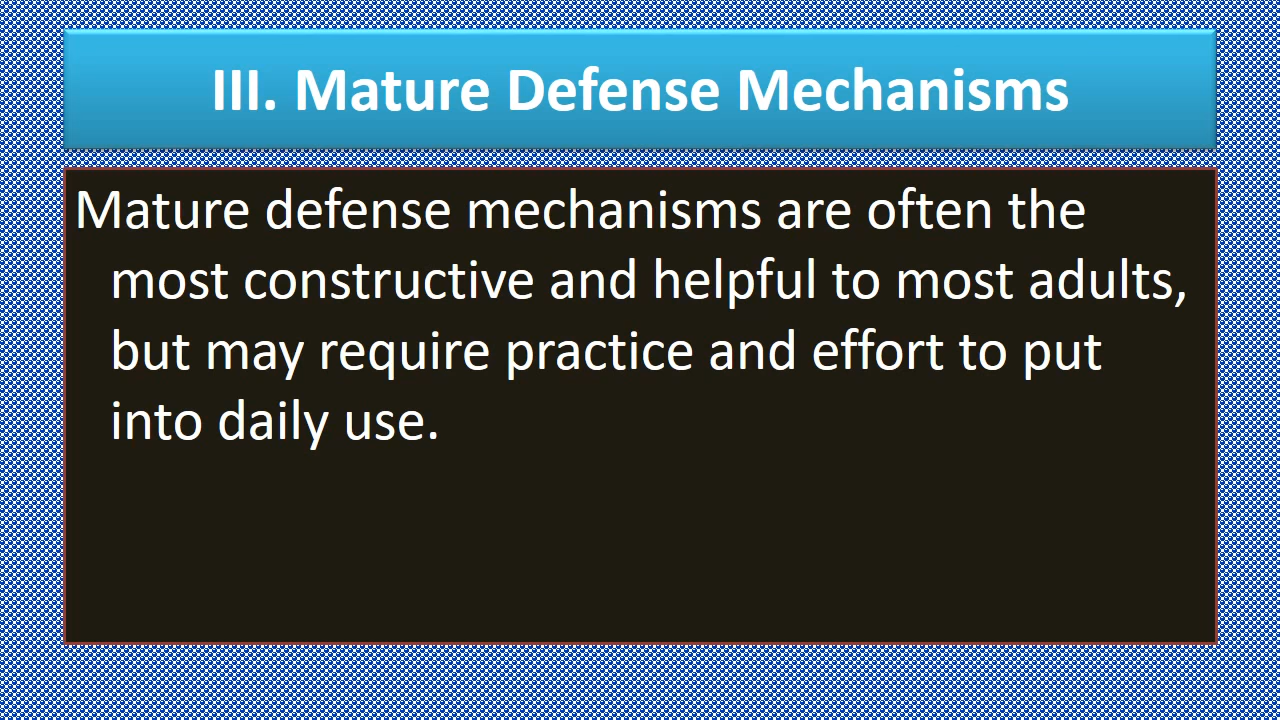 III. Mature Defense Mechanisms
Mature defense mechanisms are often the
most constructive and helpful to most adults,
but may require practice and effort to put
into daily use.